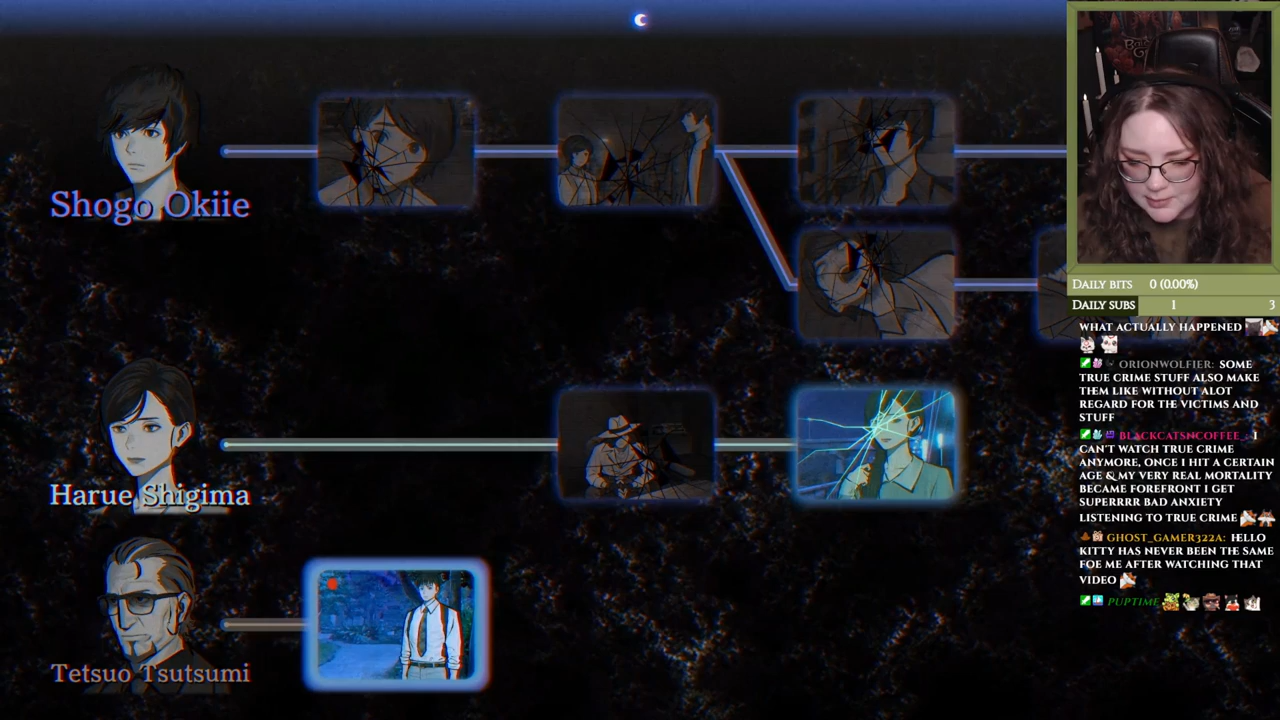 Shogo Okiie
Harue Shigima
Tetsuo Tsutsumi
DAILY BITS 0 (0.00%)
DAILY SUBS 1 3
WHAT ACTUALLY HAPPENED
ORIONWOLFIER: SOME
TRUE CRIME STUFF ALSO MAKE
THEM LIKE WITHOUT ALOT
REGARD FOR THE VICTIMS AND
STUFF
BLACKCATSNCOFFEE_: I
CAN'T WATCH TRUE CRIME
ANYMORE, ONCE I HIT A CERTAIN
AGE & MY VERY REAL MORTALITY
BECAME FOREFRONT I GET
SUPERRRR BAD ANXIETY
LISTENING TO TRUE CRIME
GHOST_GAMER322A: HELLO
KITTY HAS NEVER BEEN THE SAME
FOE ME AFTER WATCHING THAT
VIDEO
PUPTIME